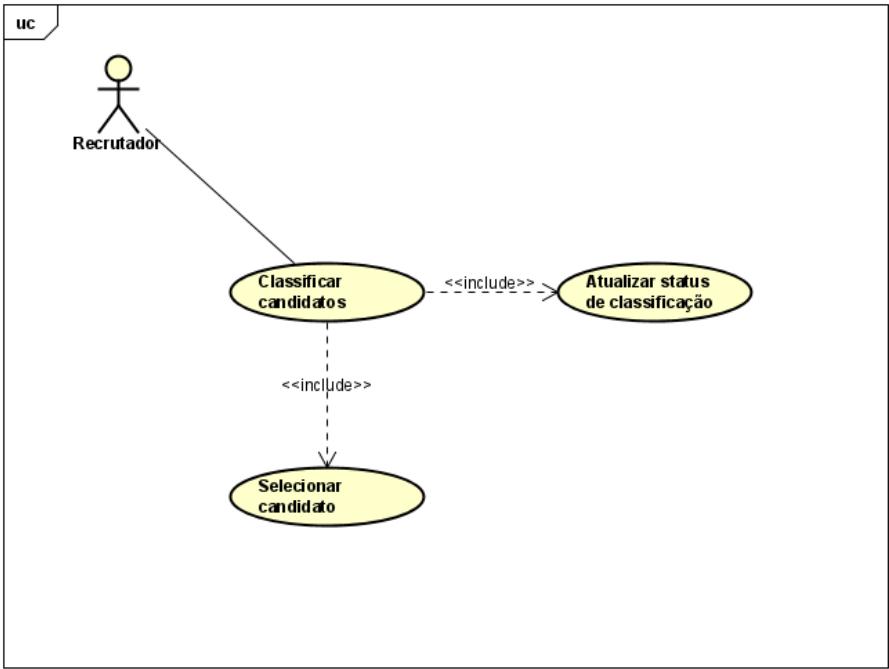 uc
Recrutador
Classificar
candidatos
<<include>>
Atualizar status
de classificação
<<include>>
Selecionar
candidato